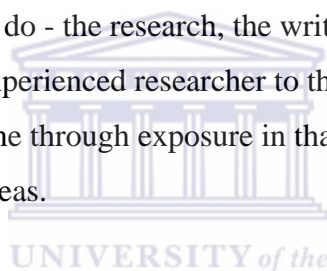 do - the research, the writ
perienced researcher to th
ne through exposure in tha
eas.
UNIVERSITY of the